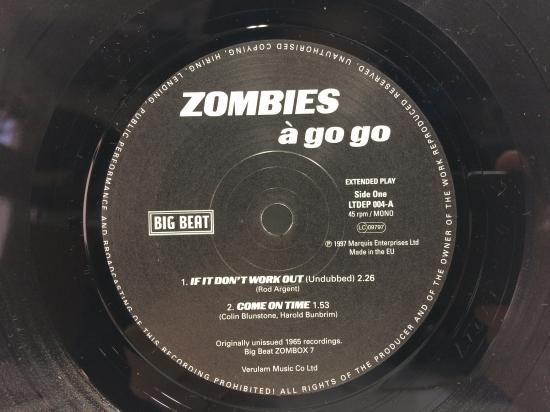 ZOMBIES
à go go
EXTENDED PLAY
Side One
LTDEP 004-A
45 rpm / MONO
BIG BEAT
LC 09797
℗ 1997 Marquis Enterprises Ltd
Made in the EU
1. IF IT DON'T WORK OUT (Undubbed) 2.26
(Rod Argent)
2. COME ON TIME 1.53
(Colin Blunstone, Harold Bunbrim)
Originally unissued 1965 recordings.
Big Beat ZOMBOX 7
Verulam Music Co Ltd
ALL RIGHTS OF THE PRODUCER AND OF THE OWNER OF THE WORK REPRODUCED RESERVED. UNAUTHORISED COPYING, HIRING, LENDING, PUBLIC PERFORMANCE AND BROADCASTING OF THIS RECORDING PROHIBITED!